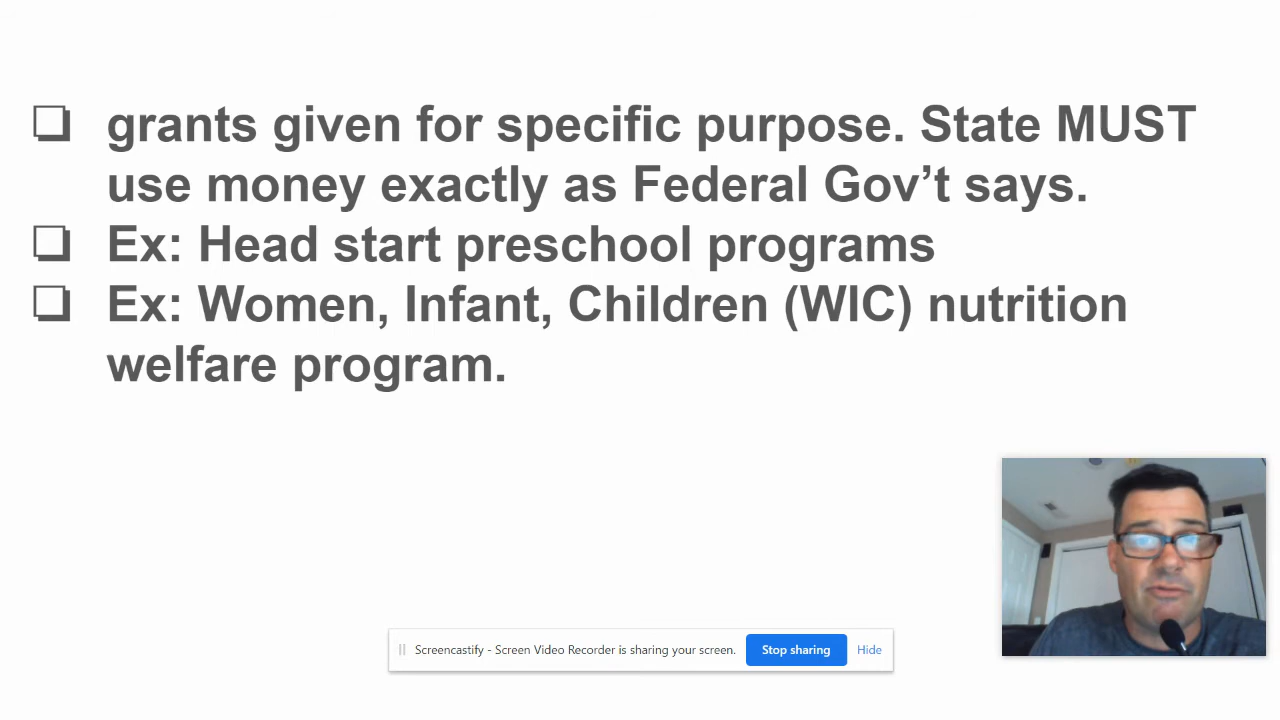 grants given for specific purpose. State MUST
use money exactly as Federal Gov’t says.
Ex: Head start preschool programs
Ex: Women, Infant, Children (WIC) nutrition
welfare program.
Screencastify - Screen Video Recorder is sharing your screen. Stop sharing Hide